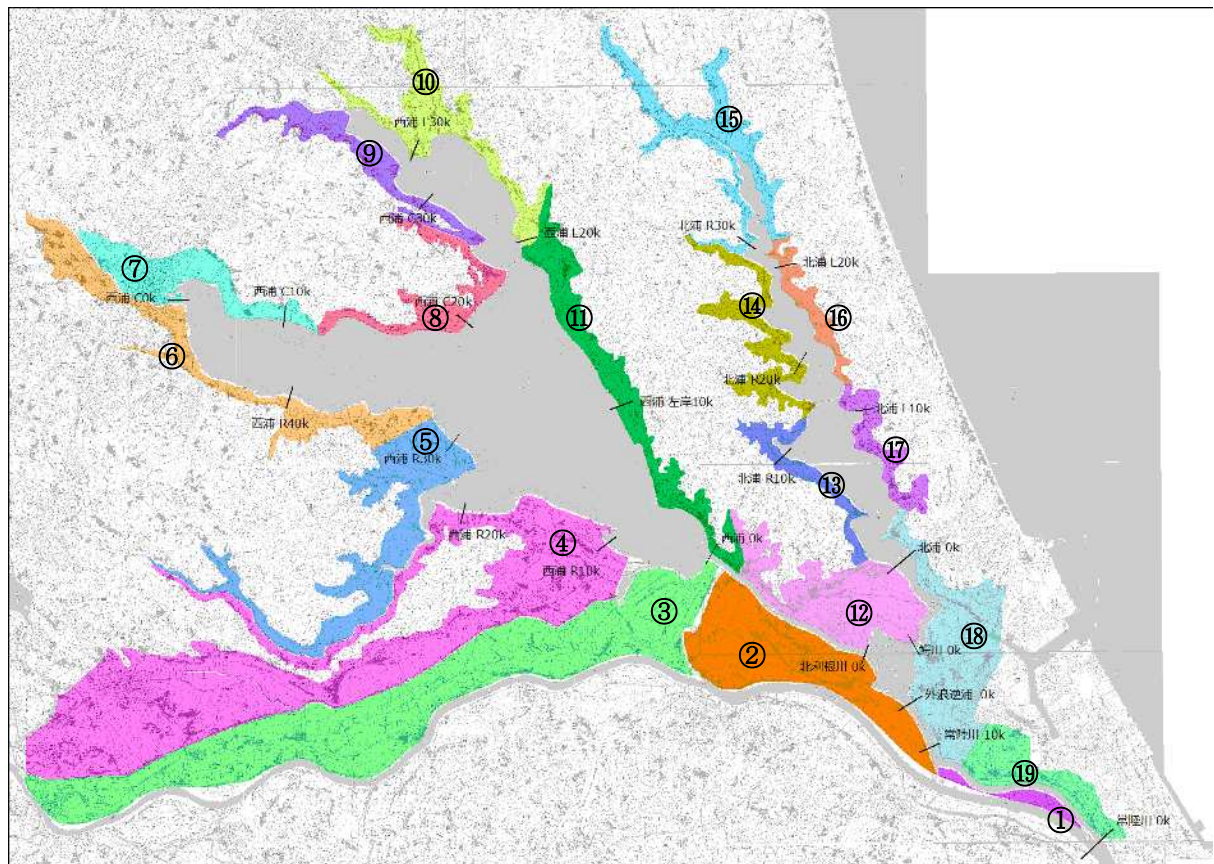 ⑩
⑮
西浦 L30k
⑨
西浦 C30k
北浦 R30k
西浦 L20k
⑦
北浦 L20k
西浦 C10k
西浦 C0k
⑭
⑪
西浦 C20k
⑧
⑯
⑥
北浦 R20k
西浦 左岸10k
北浦 L10k
西浦 R40k
⑤
⑰
西浦 R30k
北浦 R10k
⑬
西浦 R20k
④
西浦 0k
北浦 0k
西浦 R10k
③
⑫
⑱
②
鰐川 0k
北利根川 0k
外浪逆浦 0k
常陸川 10k
⑲
①
常陸川 0k